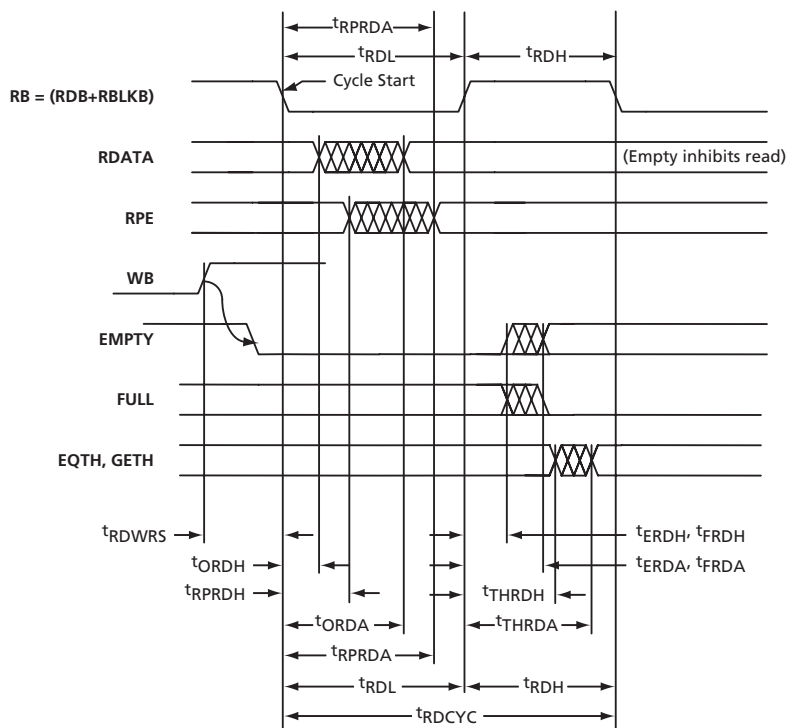 tRPRDA
tRDL tRDH
Cycle Start
RB = (RDB+RBLKB)
RDATA (Empty inhibits read)
RPE
WB
EMPTY
FULL
EQTH, GETH
tRDWRS tERDH, tFRDH
tORDH tERDA, tFRDA
tRPRDH tTHRDH
tORDA tTHRDA
tRPRDA
tRDL tRDH
tRDCYC